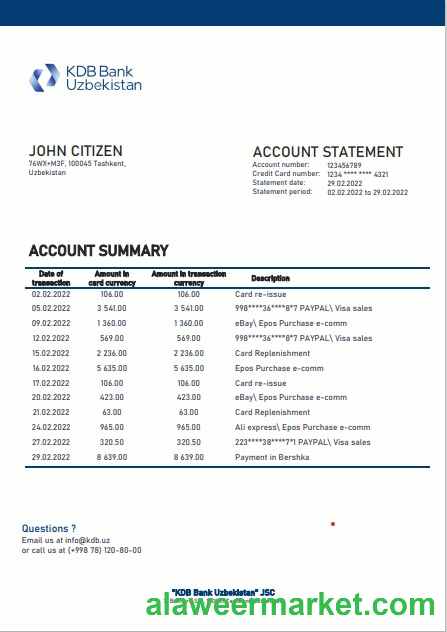 KDB Bank
Uzbekistan
JOHN CITIZEN
76WX+M3F, 100045 Tashkent,
Uzbekistan
ACCOUNT STATEMENT
Account number: 123456789
Credit Card number: 1234 **** **** 4321
Statement date: 29.02.2022
Statement period: 02.02.2022 to 29.02.2022
ACCOUNT SUMMARY
Date of transaction Amount in card currency Amount in transaction currency Description
02.02.2022 106.00 106.00 Card re-issue
05.02.2022 3 541.00 3 541.00 998****36****8*7 PAYPAL\ Visa sales
09.02.2022 1 360.00 1 360.00 eBay\ Epos Purchase e-comm
12.02.2022 569.00 569.00 998****36****8*7 PAYPAL\ Visa sales
15.02.2022 2 236.00 2 236.00 Card Replenishment
16.02.2022 5 635.00 5 635.00 Epos Purchase e-comm
17.02.2022 106.00 106.00 Card re-issue
20.02.2022 423.00 423.00 eBay\ Epos Purchase e-comm
21.02.2022 63.00 63.00 Card Replenishment
24.02.2022 965.00 965.00 Ali express\ Epos Purchase e-comm
27.02.2022 320.50 320.50 223****38****7*1 PAYPAL\ Visa sales
29.02.2022 8 639.00 8 639.00 Payment in Bershka
Questions ?
Email us at info@kdb.uz
or call us at (+998 78) 120-80-00
"KDB Bank Uzbekistan" JSC
alaweermarket.com